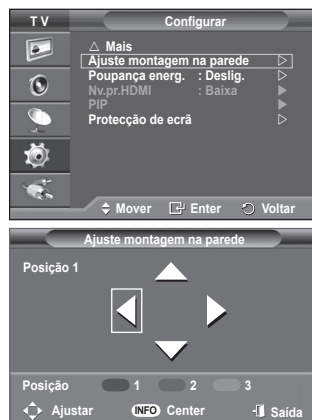 TV Configurar
△ Mais
Ajuste montagem na parede
Poupança energ. : Deslig.
Nv.pr.HDMI : Baixa
PIP
Protecção de ecrã
Mover Enter Voltar
Ajuste montagem na parede
Posição 1
Posição 1 2 3
Ajustar INFO Center Saída